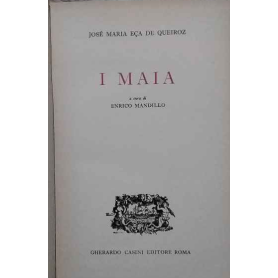 JOSÉ MARIA EÇA DE QUEIROZ
I MAIA
a cura di
ENRICO MANDILLO
GHERARDO CASINI EDITORE ROMA